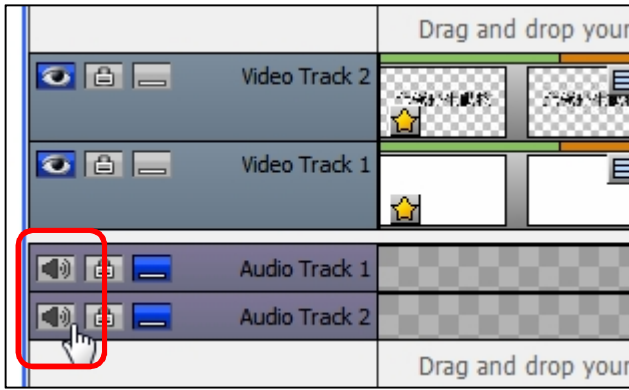 Drag and drop your
Video Track 2
Video Track 1
Audio Track 1
Audio Track 2
Drag and drop your